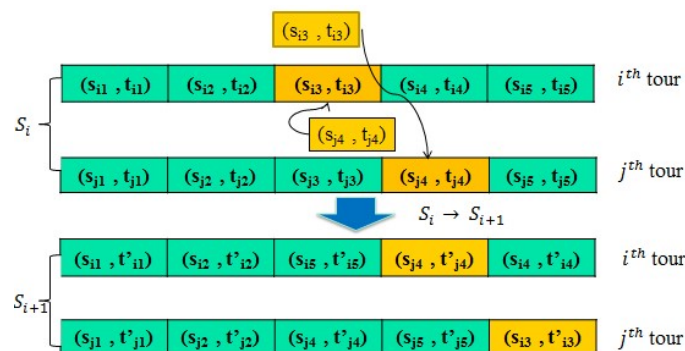 (s_i3 , t_i3)
(s_i1 , t_i1) (s_i2 , t_i2) (s_i3 , t_i3) (s_i4 , t_i4) (s_i5 , t_i5) i^th tour
S_i
(s_j4 , t_j4)
(s_j1 , t_j1) (s_j2 , t_j2) (s_j3 , t_j3) (s_j4 , t_j4) (s_j5 , t_j5) j^th tour
S_i → S_i+1
(s_i1 , t'_i1) (s_i2 , t'_i2) (s_i5 , t'_i5) (s_j4 , t'_j4) (s_i4 , t'_i4) i^th tour
S_i+1
(s_j1 , t'_j1) (s_j2 , t'_j2) (s_j4 , t'_j4) (s_j5 , t'_j5) (s_i3 , t'_i3) j^th tour